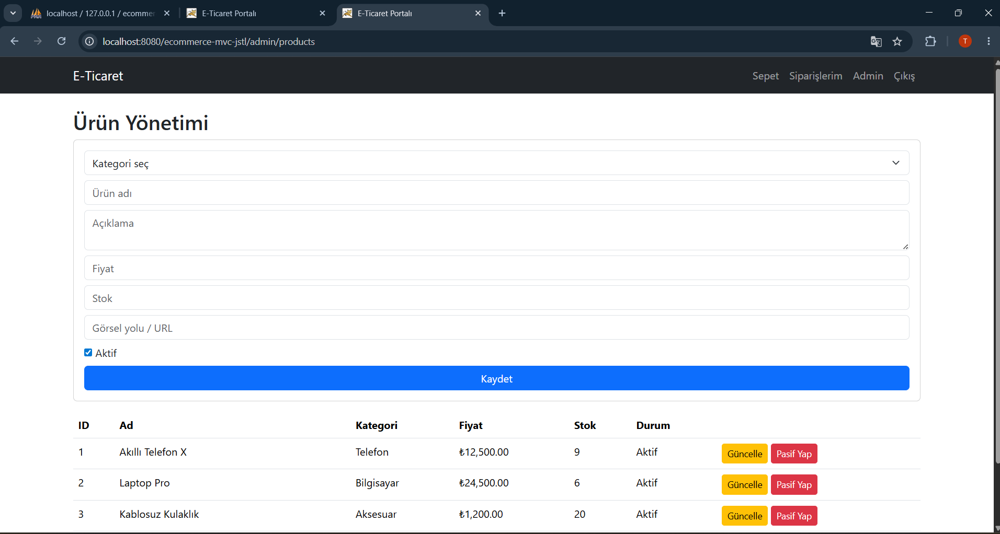 localhost / 127.0.0.1 / ecommer
E-Ticaret Portalı
E-Ticaret Portalı
localhost:8080/ecommerce-mvc-jstl/admin/products
T
E-Ticaret
Sepet Siparişlerim Admin Çıkış
Ürün Yönetimi
Kategori seç
Ürün adı
Açıklama
Fiyat
Stok
Görsel yolu / URL
Aktif
Kaydet
ID Ad Kategori Fiyat Stok Durum
1 Akıllı Telefon X Telefon ₺12,500.00 9 Aktif Güncelle Pasif Yap
2 Laptop Pro Bilgisayar ₺24,500.00 6 Aktif Güncelle Pasif Yap
3 Kablosuz Kulaklık Aksesuar ₺1,200.00 20 Aktif Güncelle Pasif Yap